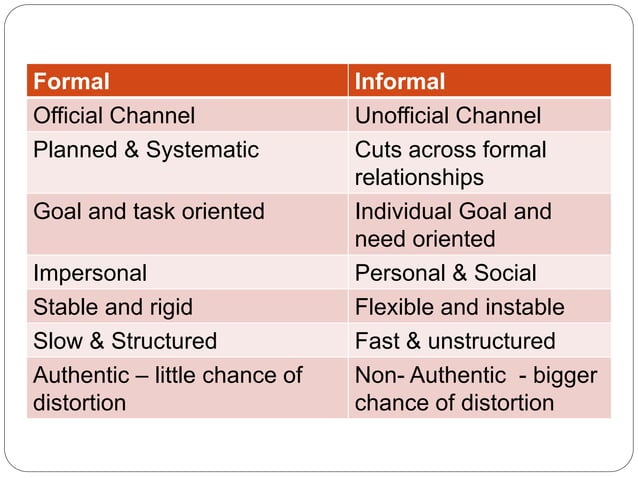 Formal Informal
Official Channel Unofficial Channel
Planned & Systematic Cuts across formal
relationships
Goal and task oriented Individual Goal and
need oriented
Impersonal Personal & Social
Stable and rigid Flexible and instable
Slow & Structured Fast & unstructured
Authentic – little chance of Non- Authentic - bigger
distortion chance of distortion